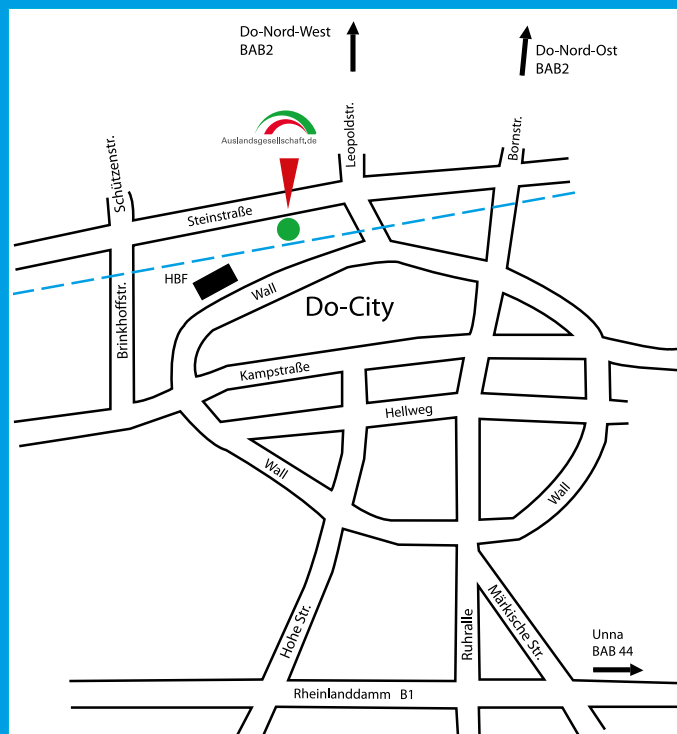 Do-Nord-West
BAB2
Do-Nord-Ost
BAB2
Auslandsgesellschaft.de
Schützenstr.
Leopoldstr.
Bornstr.
Steinstraße
HBF
Wall
Do-City
Brinkhoffstr.
Kampstraße
Hellweg
Wall
Wall
Hohe Str.
Ruhralle
Märkische Str.
Unna
BAB 44
Rheinlanddamm B1